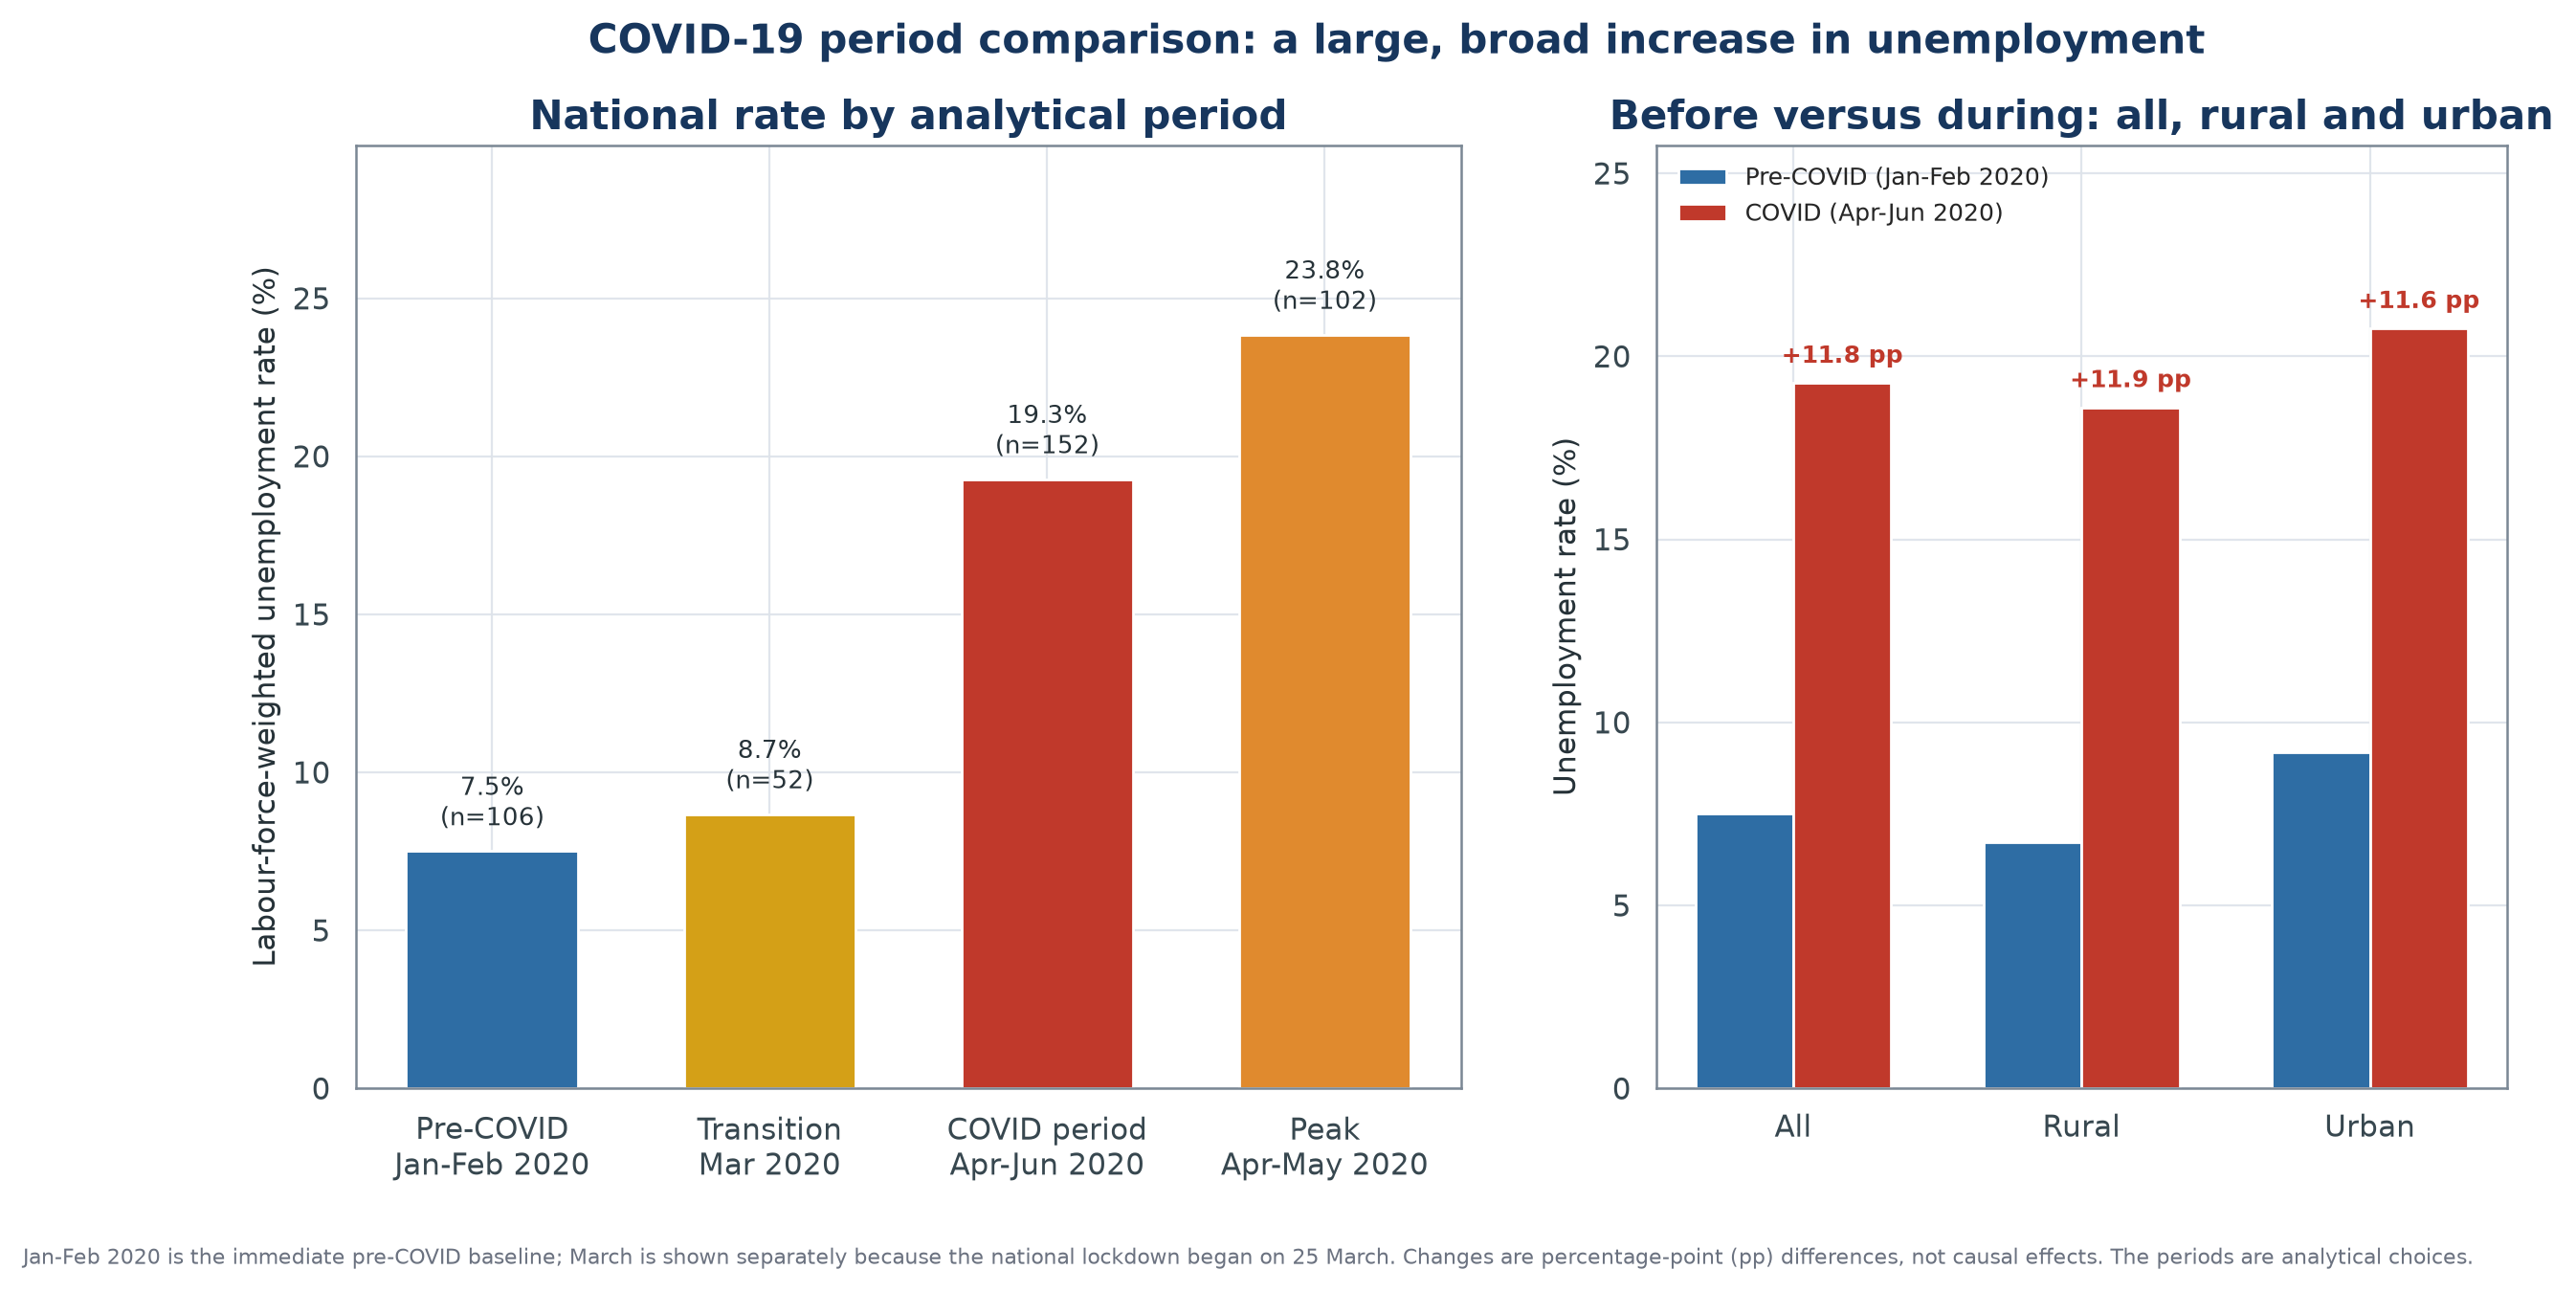 COVID-19 period comparison: a large, broad increase in unemployment
National rate by analytical period
Labour-force-weighted unemployment rate (%)
25
20
15
10
5
0
7.5%
(n=106)
8.7%
(n=52)
19.3%
(n=152)
23.8%
(n=102)
Pre-COVID
Jan-Feb 2020
Transition
Mar 2020
COVID period
Apr-Jun 2020
Peak
Apr-May 2020
Before versus during: all, rural and urban
Unemployment rate (%)
25
20
15
10
5
0
Pre-COVID (Jan-Feb 2020)
COVID (Apr-Jun 2020)
+11.8 pp
+11.9 pp
+11.6 pp
All
Rural
Urban
Jan-Feb 2020 is the immediate pre-COVID baseline; March is shown separately because the national lockdown began on 25 March. Changes are percentage-point (pp) differences, not causal effects. The periods are analytical choices.